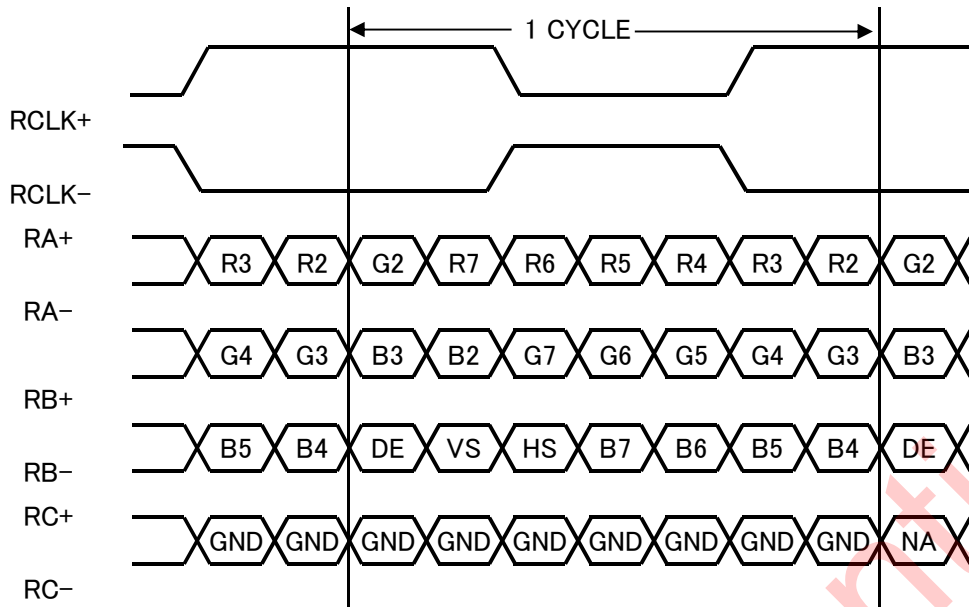 1 CYCLE
RCLK+
RCLK-
RA+
R3 R2 G2 R7 R6 R5 R4 R3 R2 G2
RA-
G4 G3 B3 B2 G7 G6 G5 G4 G3 B3
RB+
B5 B4 DE VS HS B7 B6 B5 B4 DE
RB-
RC+
GND GND GND GND GND GND GND GND GND NA
RC-